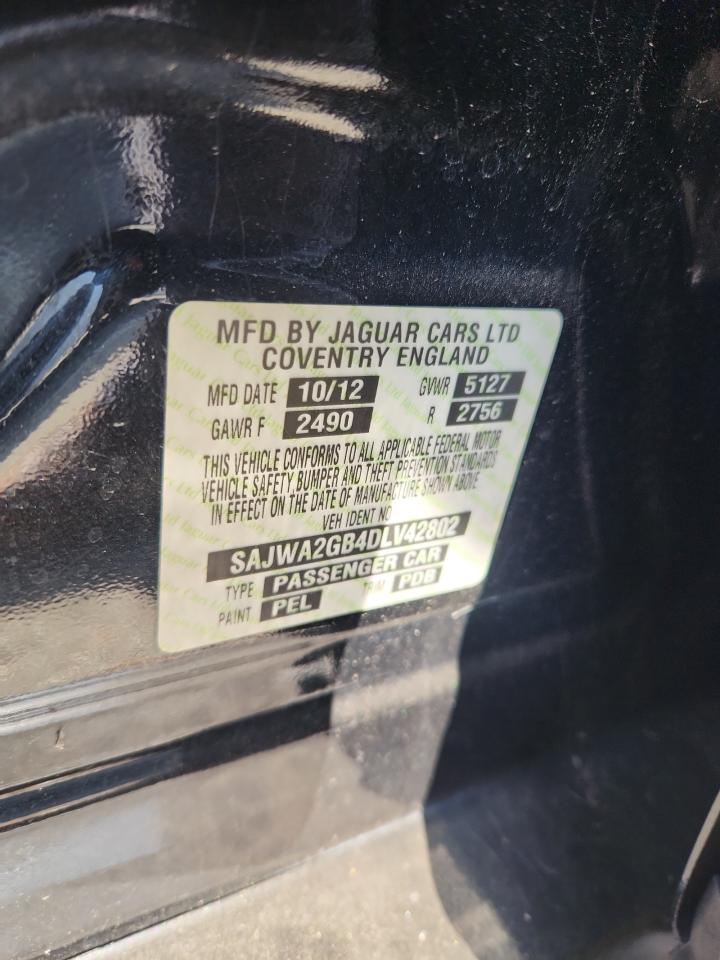 MFD BY JAGUAR CARS LTD
COVENTRY ENGLAND
MFD DATE 10/12 GVWR 5127
GAWR F 2490 R 2756
THIS VEHICLE CONFORMS TO ALL APPLICABLE FEDERAL MOTOR
VEHICLE SAFETY BUMPER AND THEFT PREVENTION STANDARDS
IN EFFECT ON THE DATE OF MANUFACTURE SHOWN ABOVE
VEH IDENT NO
SAJWA2GB4DLV42802
TYPE PASSENGER CAR
PAINT PEL TRIM PDB